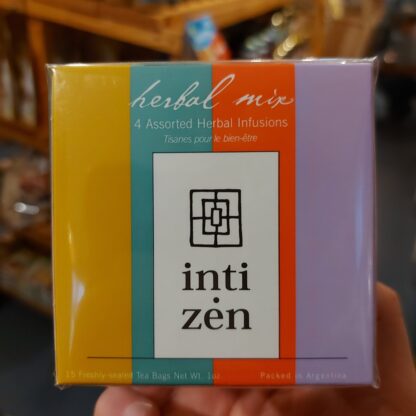 herbal mix
4 Assorted Herbal Infusions
Tisanes pour le bien-être
inti
zen
15 Freshly-sealed Tea Bags Net Wt. 1oz. Packed in Argentina